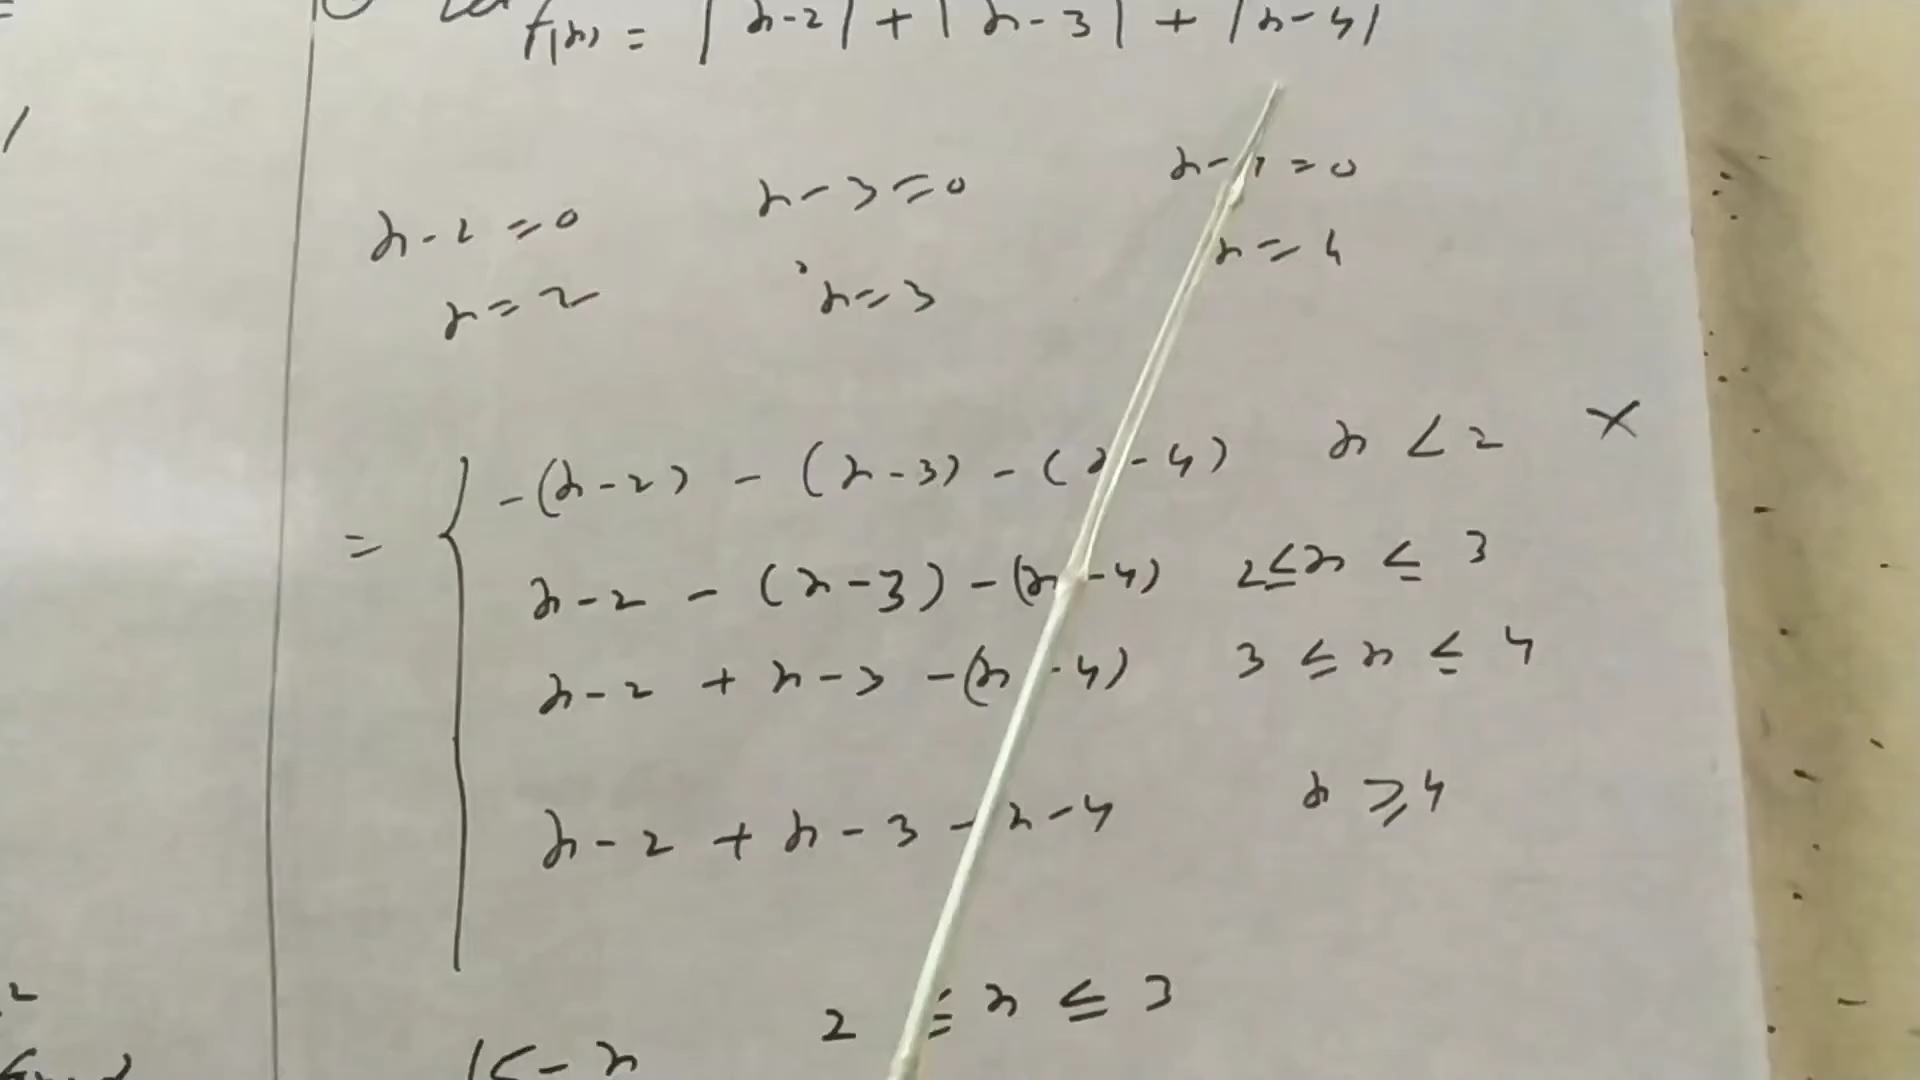 f(x) = |x-2| + |x-3| + |x-4|
x-2=0 x-3=0 x-4=0
x=2 x=3 x=4
= { -(x-2) - (x-3) - (x-4) x < 2 ×
x-2 - (x-3) - (x-4) 2 ≤ x ≤ 3
x-2 + x-3 - (x-4) 3 ≤ x ≤ 4
x-2 + x-3 - x-4 x ≥ 4
5-x 2 ≤ x ≤ 3